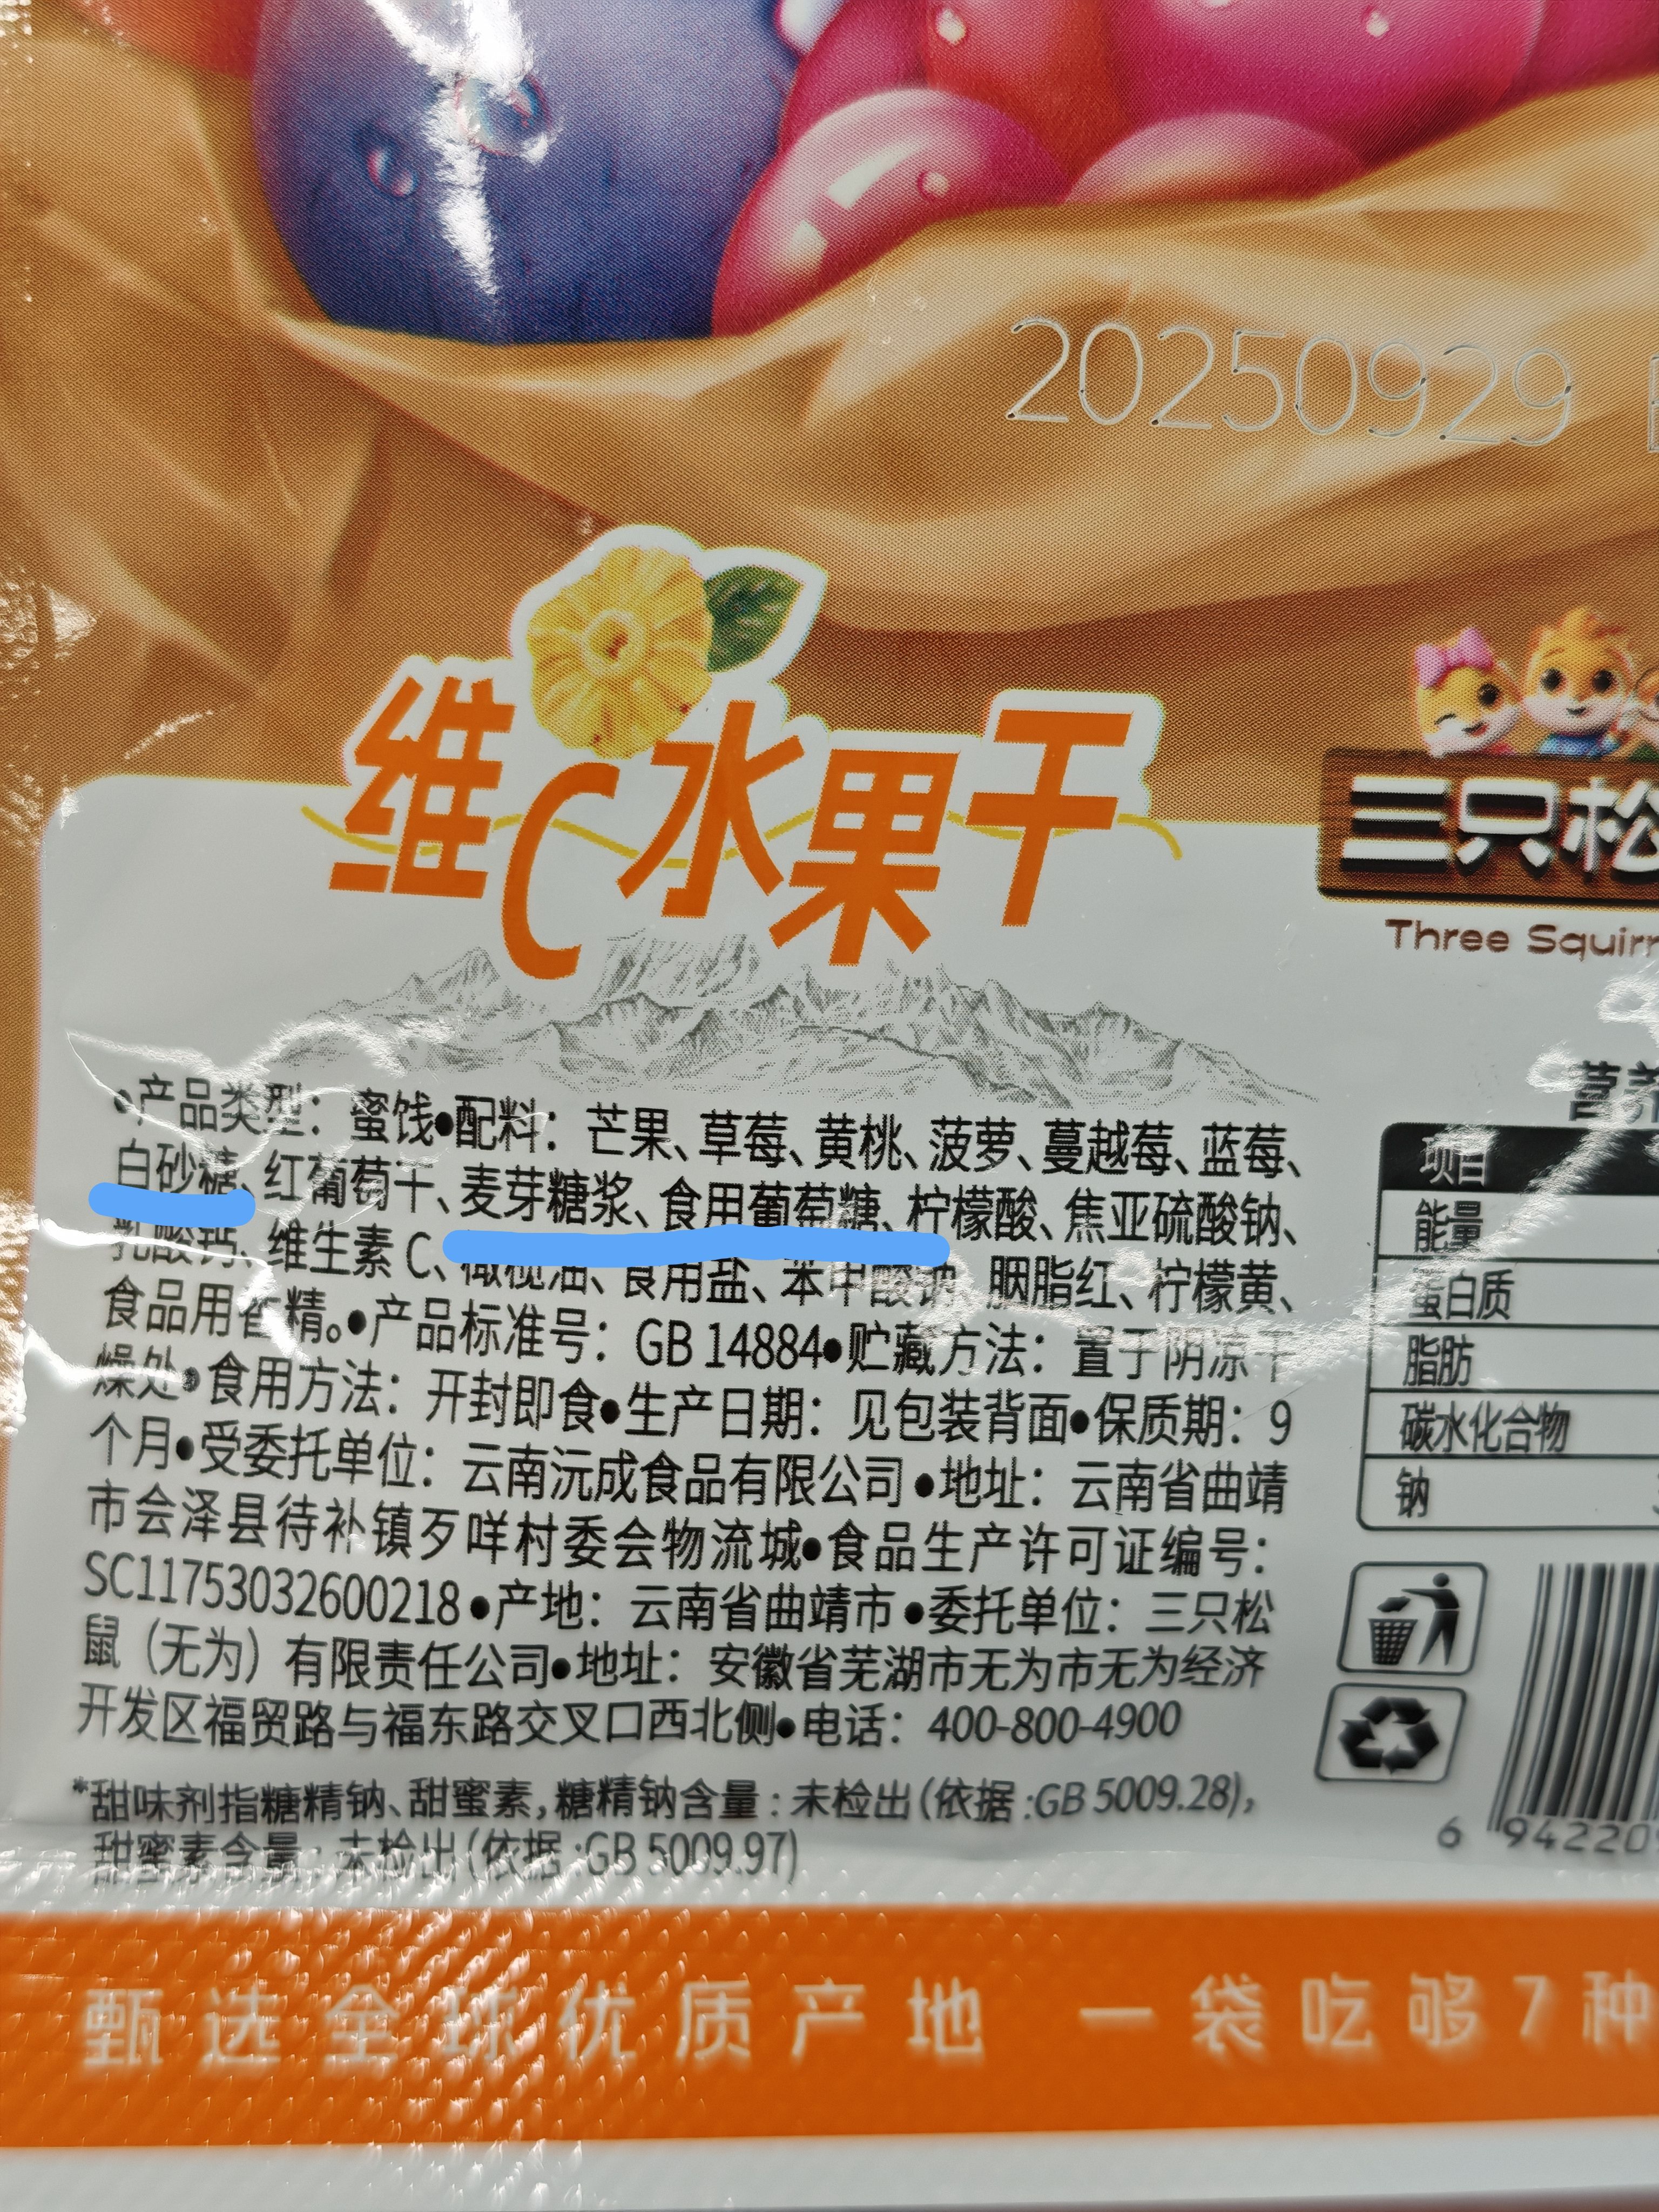 20250929
维C水果干
三只松
Three Squirr
•产品类型：蜜饯•配料：芒果、草莓、黄桃、菠萝、蔓越莓、蓝莓、
白砂糖、红葡萄干、麦芽糖浆、食用葡萄糖、柠檬酸、焦亚硫酸钠、
乳酸钙、维生素C、橄榄油、食用盐、苯甲酸钠、胭脂红、柠檬黄、
食品用香精。•产品标准号：GB 14884•贮藏方法：置于阴凉干
燥处•食用方法：开封即食•生产日期：见包装背面•保质期：9
个月•受委托单位：云南沅成食品有限公司•地址：云南省曲靖
市会泽县待补镇歹咩村委会物流城•食品生产许可证编号：
SC11753032600218•产地：云南省曲靖市•委托单位：三只松
鼠（无为）有限责任公司•地址：安徽省芜湖市无为市无为经济
开发区福贸路与福东路交叉口西北侧•电话：400-800-4900
*甜味剂指糖精钠、甜蜜素,糖精钠含量:未检出(依据:GB 5009.28),
甜蜜素含量:未检出(依据:GB 5009.97)
营养
项目
能量
蛋白质
脂肪
碳水化合物
钠
6 942209
甄选全球优质产地 一袋吃够7种